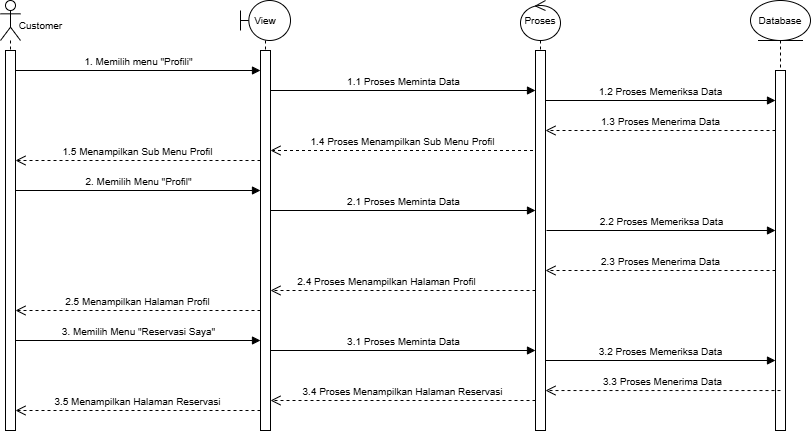 Customer
View
Proses
Database
1. Memilih menu "Profili"
1.1 Proses Meminta Data
1.2 Proses Memeriksa Data
1.3 Proses Menerima Data
1.4 Proses Menampilkan Sub Menu Profil
1.5 Menampilkan Sub Menu Profil
2. Memilih Menu "Profil"
2.1 Proses Meminta Data
2.2 Proses Memeriksa Data
2.3 Proses Menerima Data
2.4 Proses Menampilkan Halaman Profil
2.5 Menampilkan Halaman Profil
3. Memilih Menu "Reservasi Saya"
3.1 Proses Meminta Data
3.2 Proses Memeriksa Data
3.3 Proses Menerima Data
3.4 Proses Menampilkan Halaman Reservasi
3.5 Menampilkan Halaman Reservasi